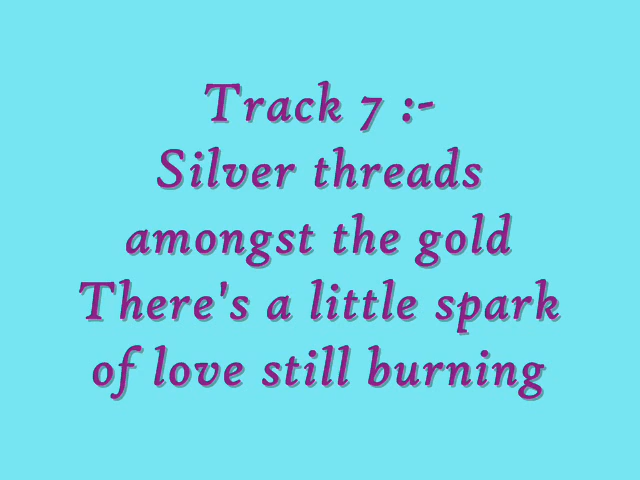 Track 7 :-
Silver threads
amongst the gold
There's a little spark
of love still burning